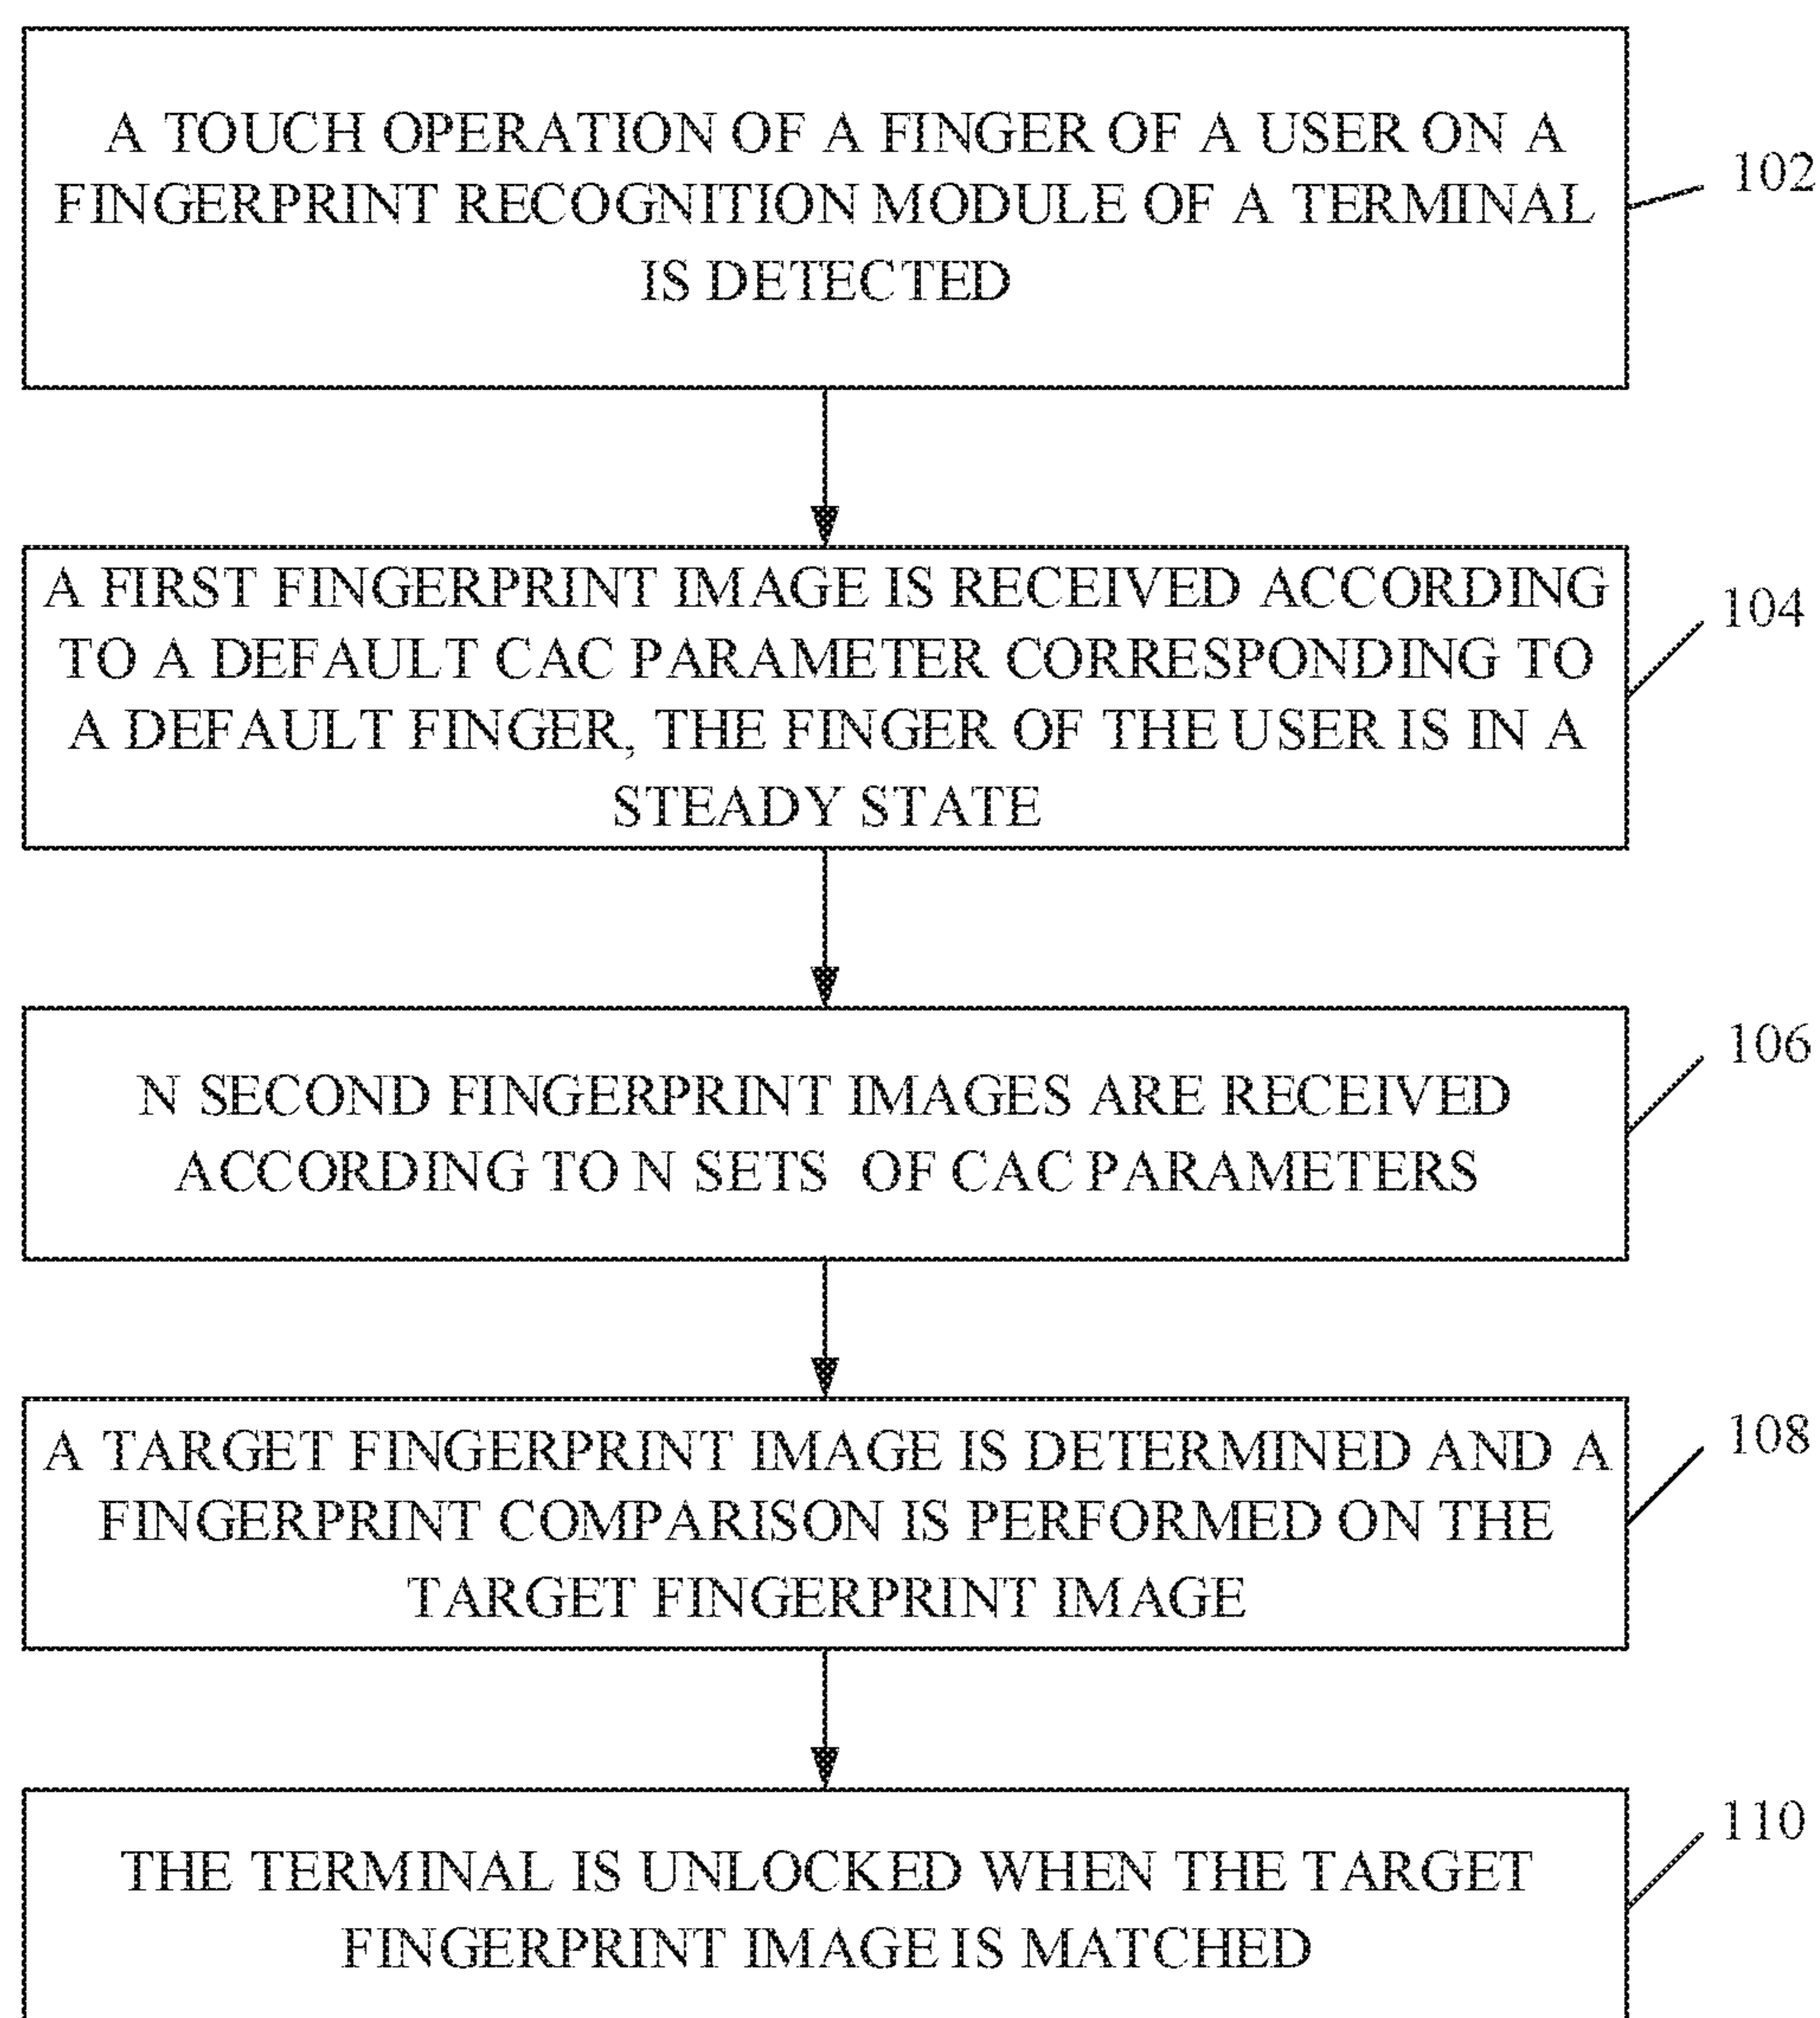 A TOUCH OPERATION OF A FINGER OF A USER ON A
FINGERPRINT RECOGNITION MODULE OF A TERMINAL
IS DETECTED
102
A FIRST FINGERPRINT IMAGE IS RECEIVED ACCORDING
TO A DEFAULT CAC PARAMETER CORRESPONDING TO
A DEFAULT FINGER, THE FINGER OF THE USER IS IN A
STEADY STATE
104
N SECOND FINGERPRINT IMAGES ARE RECEIVED
ACCORDING TO N SETS OF CAC PARAMETERS
106
A TARGET FINGERPRINT IMAGE IS DETERMINED AND A
FINGERPRINT COMPARISON IS PERFORMED ON THE
TARGET FINGERPRINT IMAGE
108
THE TERMINAL IS UNLOCKED WHEN THE TARGET
FINGERPRINT IMAGE IS MATCHED
110